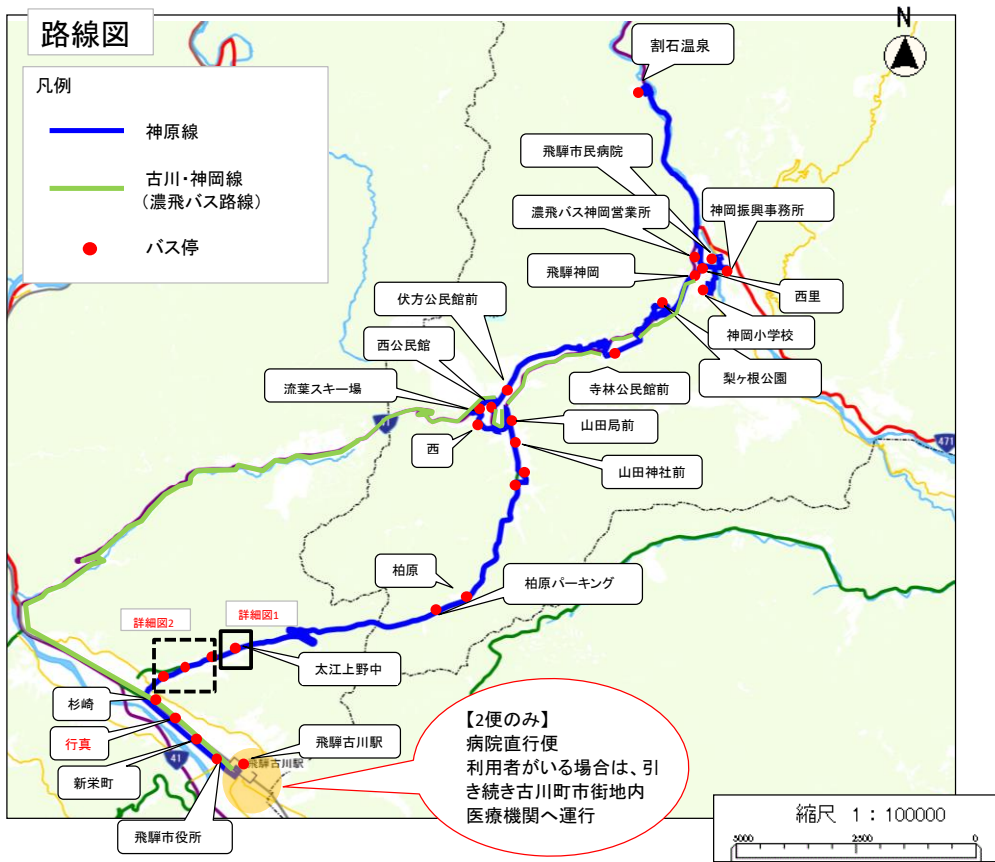 路線図
N
凡例
神原線
古川・神岡線
(濃飛バス路線)
バス停
割石温泉
飛騨市民病院
濃飛バス神岡営業所
神岡振興事務所
飛騨神岡
西里
伏方公民館前
神岡小学校
西公民館
梨ヶ根公園
流葉スキー場
寺林公民館前
山田局前
西
471
山田神社前
柏原
柏原パーキング
詳細図2
詳細図1
太江上野中
杉崎
行真
飛騨古川駅
飛騨古川駅
41
新栄町
飛騨市役所
【2便のみ】
病院直行便
利用者がいる場合は、引
き続き古川町市街地内
医療機関へ運行
縮尺 1：100000
5000 2500 0